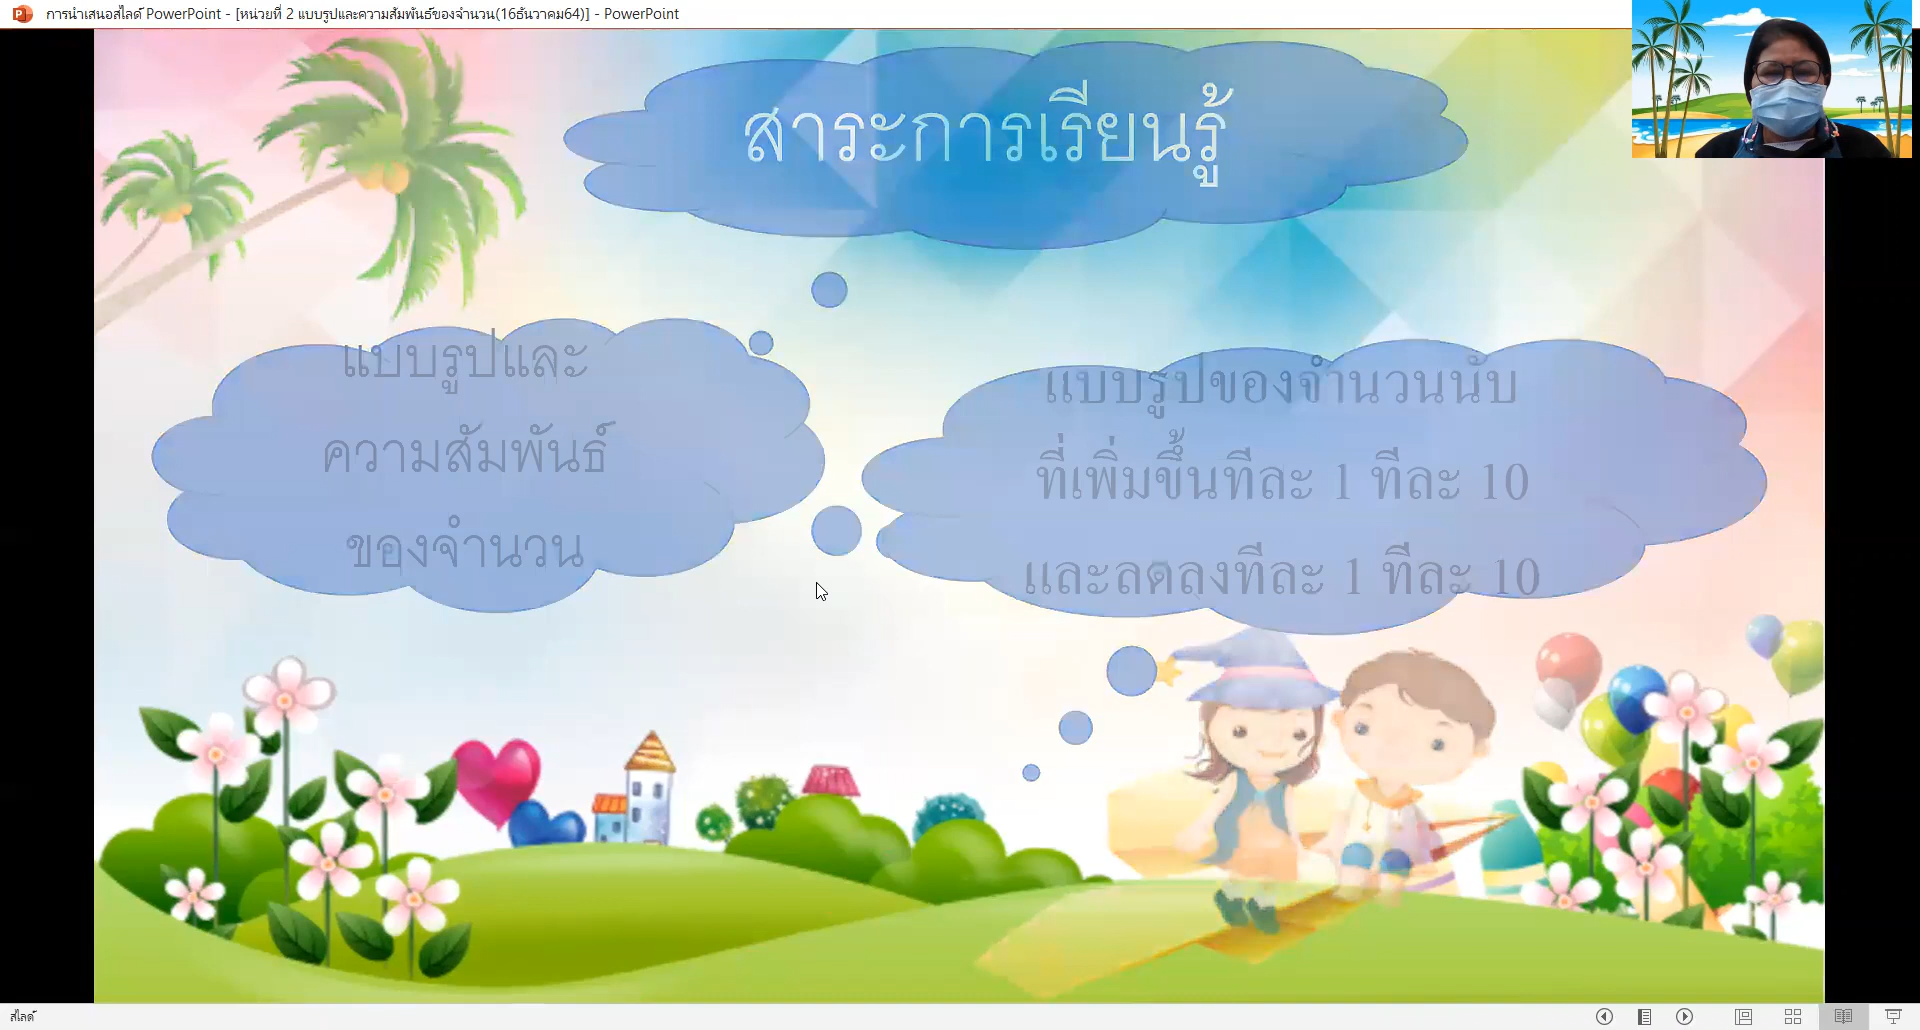 การนำเสนอสไลด์ PowerPoint - [หน่วยที่ 2 แบบรูปและความสัมพันธ์ของจำนวน(16ธันวาคม64)] - PowerPoint
สาระการเรียนรู้
แบบรูปและ
ความสัมพันธ์
ของจำนวน
แบบรูปของจำนวนนับ
ที่เพิ่มขึ้นทีละ 1 ทีละ 10
และลดลงทีละ 1 ทีละ 10
สไลด์